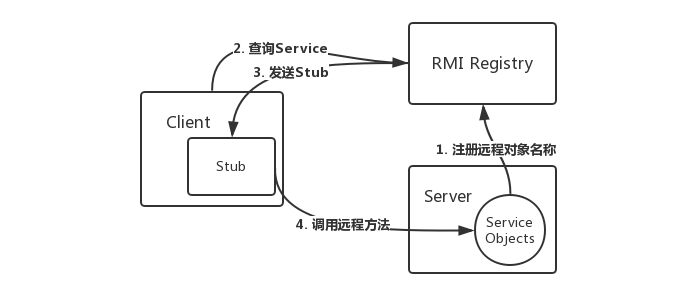 2. 查询Service
3. 发送Stub
RMI Registry
Client
Stub
1. 注册远程对象名称
Server
Service
Objects
4. 调用远程方法